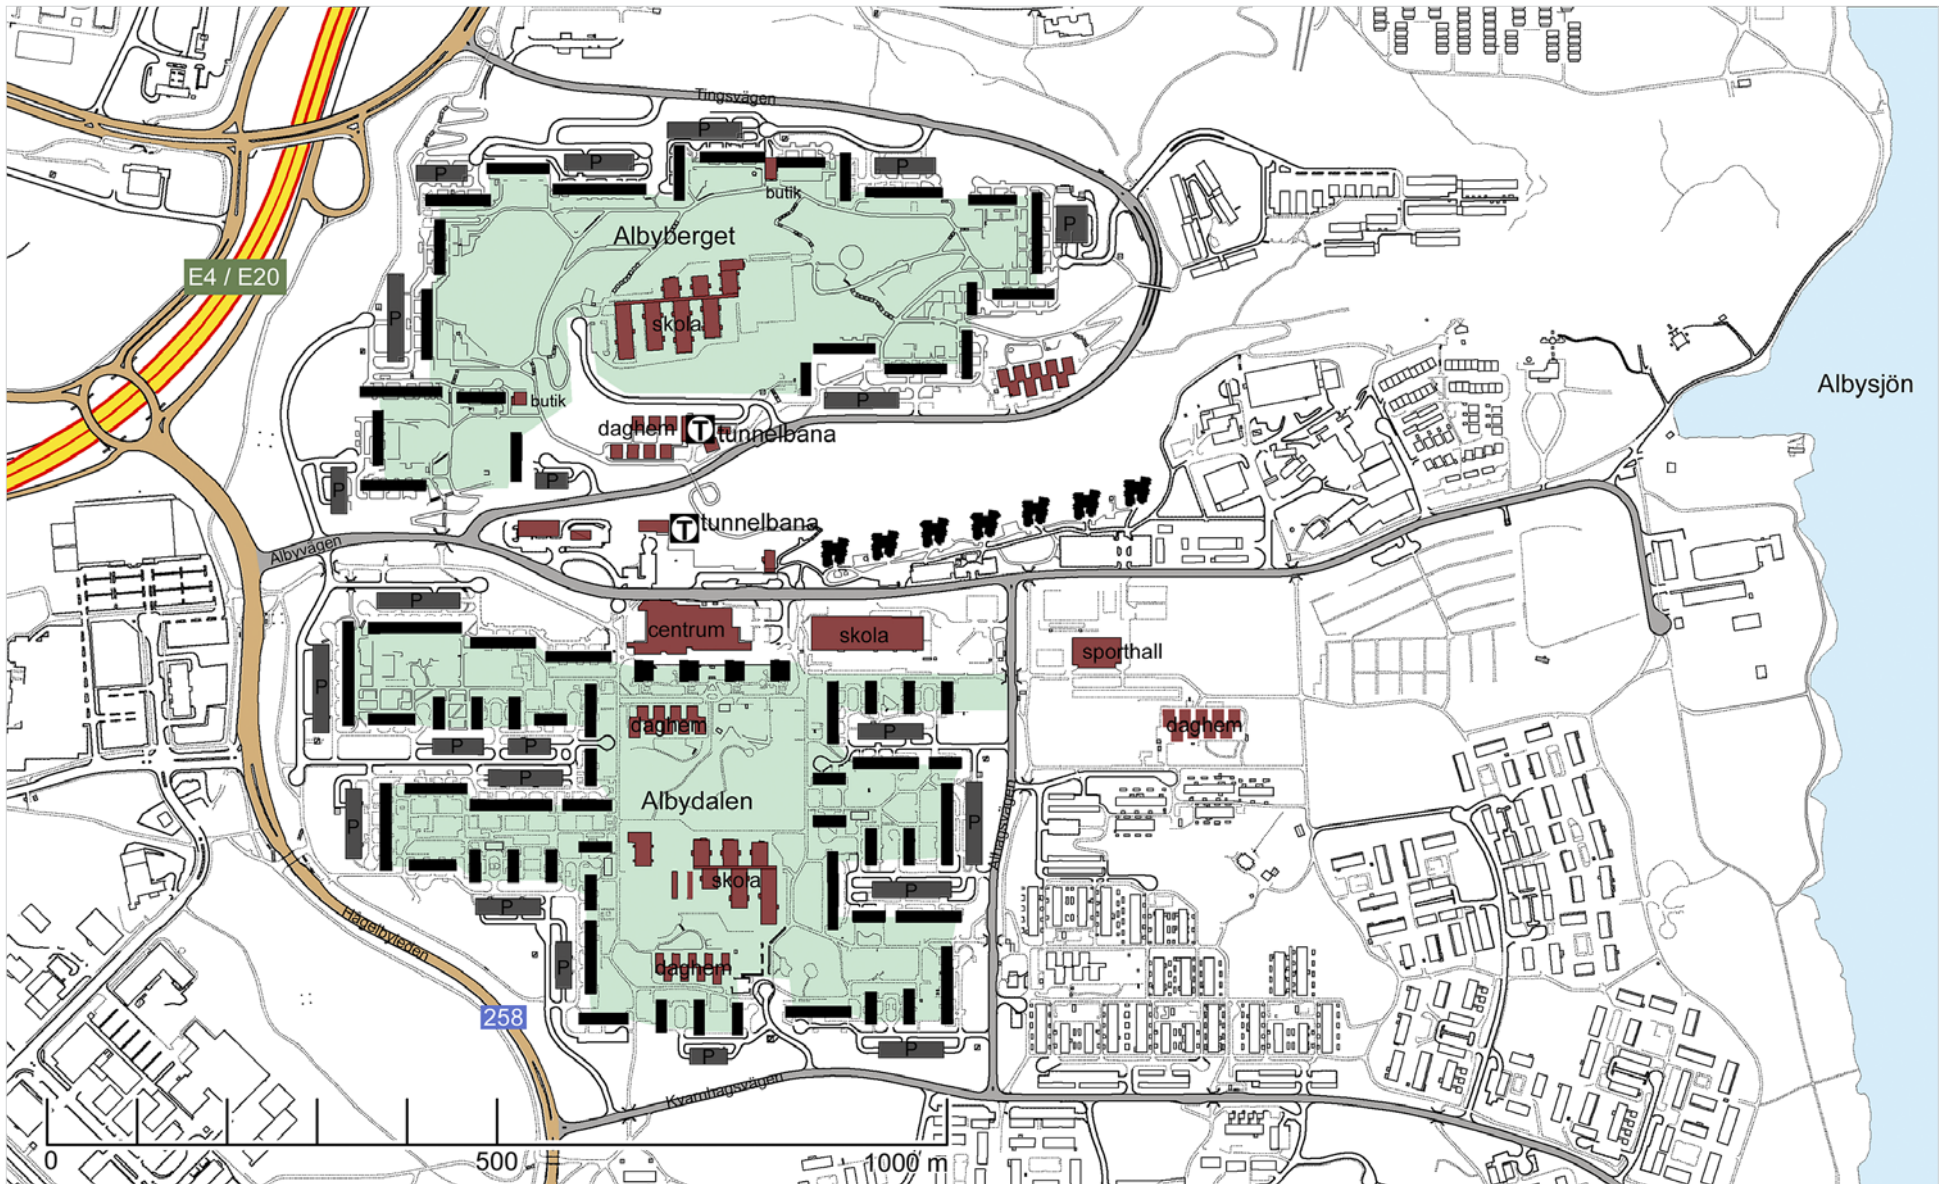 Tingsvägen
P
P
P
P
butik
P
Albyberget
E4 / E20
P
skola
Albysjön
butik
P
daghem
T
tunnelbana
P
P
T
tunnelbana
Albyvägen
P
centrum
skola
sporthall
P
daghem
daghem
P
P
P
P
Albydalen
P
P
Alhagsvägen
skola
P
P
Hågelbyleden
P
daghem
258
P
P
Kvarnhagsvägen
0
500
1000 m